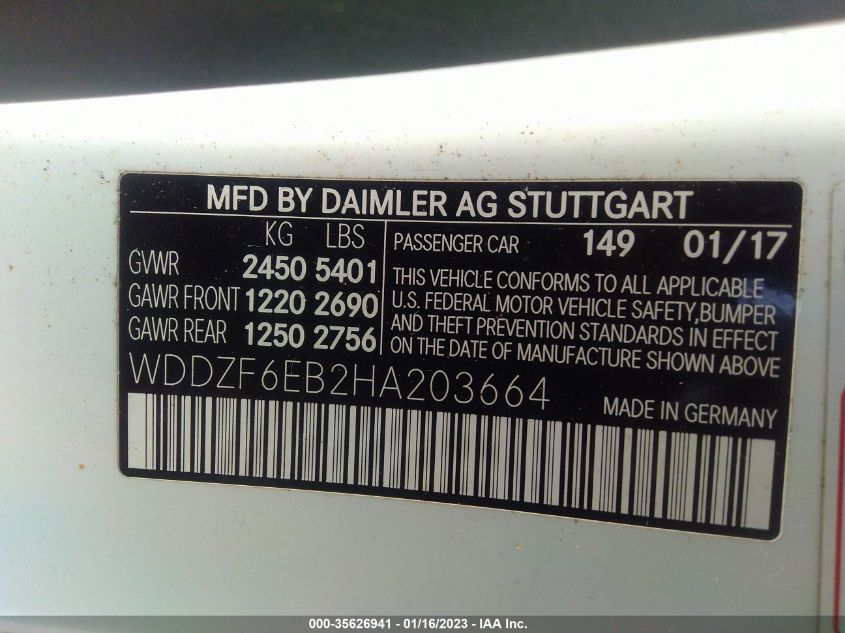 MFD BY DAIMLER AG STUTTGART
KG LBS
GVWR 2450 5401
GAWR FRONT 1220 2690
GAWR REAR 1250 2756
PASSENGER CAR 149 01/17
THIS VEHICLE CONFORMS TO ALL APPLICABLE
U.S. FEDERAL MOTOR VEHICLE SAFETY,BUMPER
AND THEFT PREVENTION STANDARDS IN EFFECT
ON THE DATE OF MANUFACTURE SHOWN ABOVE
WDDZF6EB2HA203664
MADE IN GERMANY
000-35626941 - 01/16/2023 - IAA Inc.